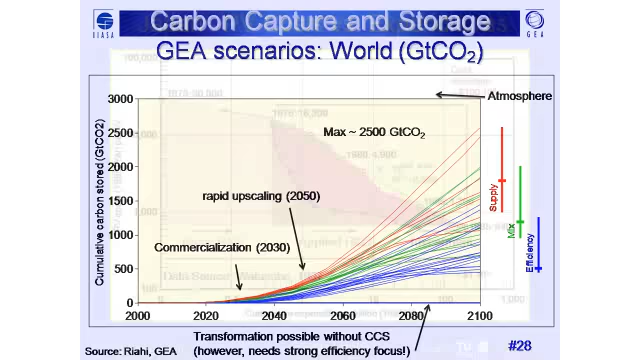 Carbon Capture and Storage
GEA scenarios: World (GtCO2)
IIASA
GEA
Atmosphere
3000
2500
2000
1500
1000
500
0
Cumulative carbon stored (GtCO2)
Max ~ 2500 GtCO2
rapid upscaling (2050)
Commercialization (2030)
Supply
Mix
Efficiency
2000
2020
2040
2060
2080
2100
Transformation possible without CCS
(however, needs strong efficiency focus!)
Source: Riahi, GEA
#28